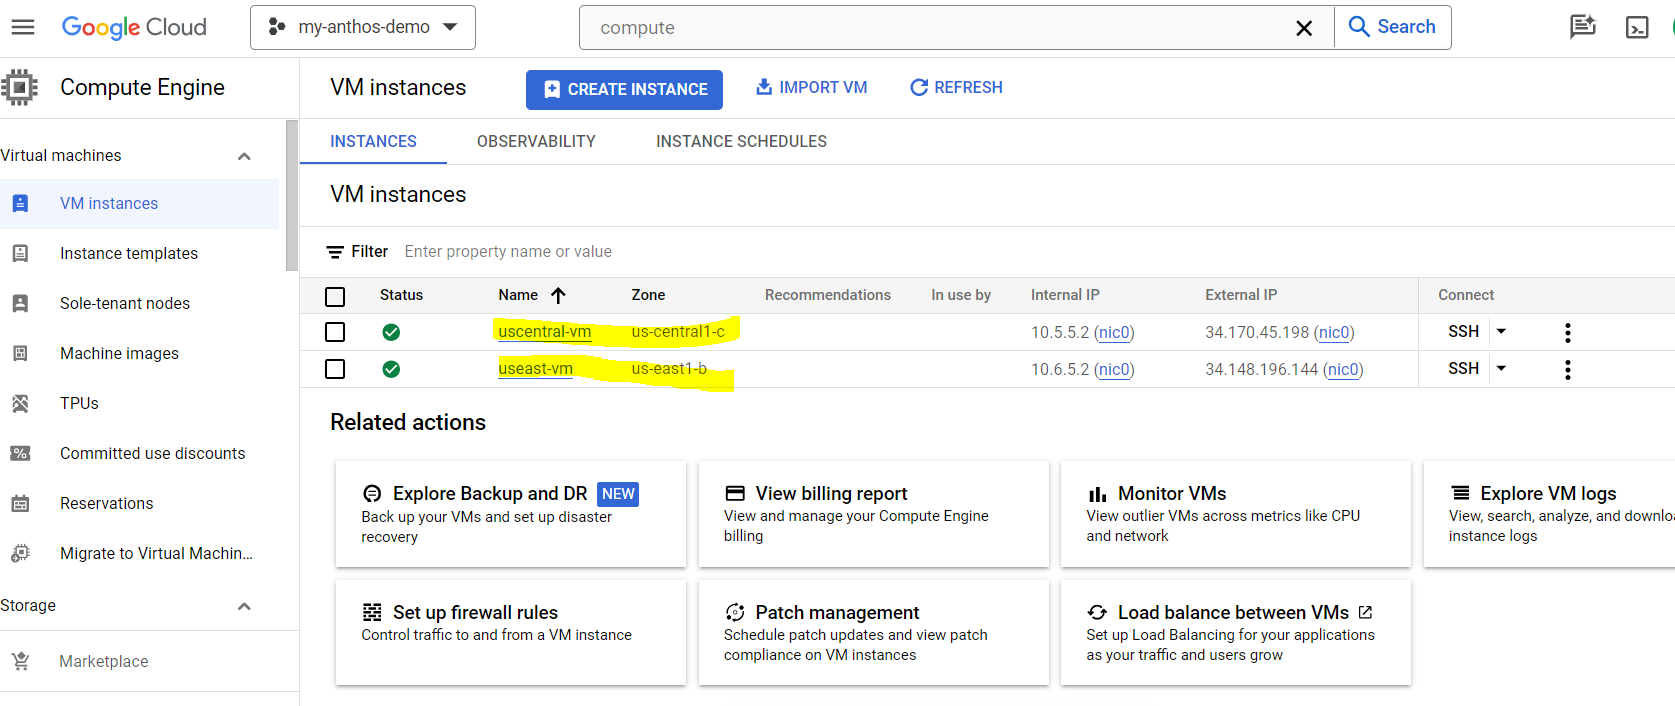 Google Cloud my-anthos-demo compute Search
Compute Engine VM instances CREATE INSTANCE IMPORT VM REFRESH
INSTANCES OBSERVABILITY INSTANCE SCHEDULES
Virtual machines
VM instances
Instance templates
Sole-tenant nodes
Machine images
TPUs
Committed use discounts
Reservations
Migrate to Virtual Machin...
Storage
Marketplace
VM instances
Filter Enter property name or value
Status Name Zone Recommendations In use by Internal IP External IP Connect
uscentral-vm us-central1-c 10.5.5.2 (nic0) 34.170.45.198 (nic0) SSH
useast-vm us-east1-b 10.6.5.2 (nic0) 34.148.196.144 (nic0) SSH
Related actions
Explore Backup and DR NEW
Back up your VMs and set up disaster
recovery
View billing report
View and manage your Compute Engine
billing
Monitor VMs
View outlier VMs across metrics like CPU
and network
Explore VM logs
View, search, analyze, and downlo
instance logs
Set up firewall rules
Control traffic to and from a VM instance
Patch management
Schedule patch updates and view patch
compliance on VM instances
Load balance between VMs
Set up Load Balancing for your applications
as your traffic and users grow